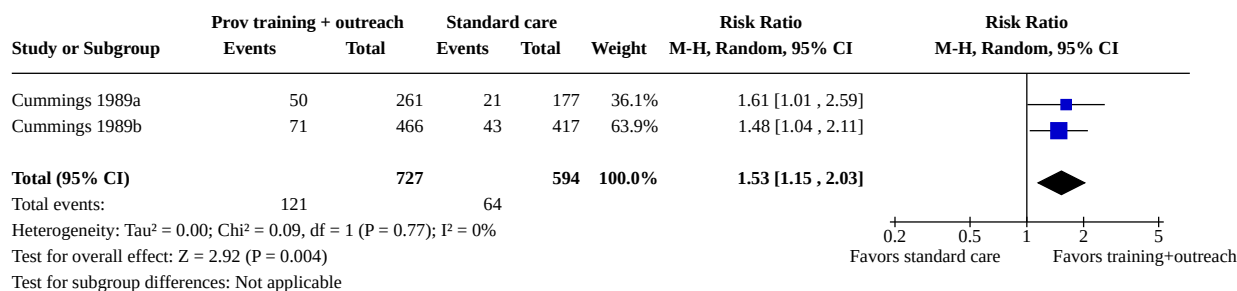 Prov training + outreach Standard care Risk Ratio Risk Ratio
Study or Subgroup Events Total Events Total Weight M-H, Random, 95% CI M-H, Random, 95% CI
Cummings 1989a 50 261 21 177 36.1% 1.61 [1.01 , 2.59]
Cummings 1989b 71 466 43 417 63.9% 1.48 [1.04 , 2.11]
Total (95% CI) 727 594 100.0% 1.53 [1.15 , 2.03]
Total events: 121 64
Heterogeneity: Tau² = 0.00; Chi² = 0.09, df = 1 (P = 0.77); I² = 0%
0.2 0.5 1 2 5
Test for overall effect: Z = 2.92 (P = 0.004) Favors standard care Favors training+outreach
Test for subgroup differences: Not applicable